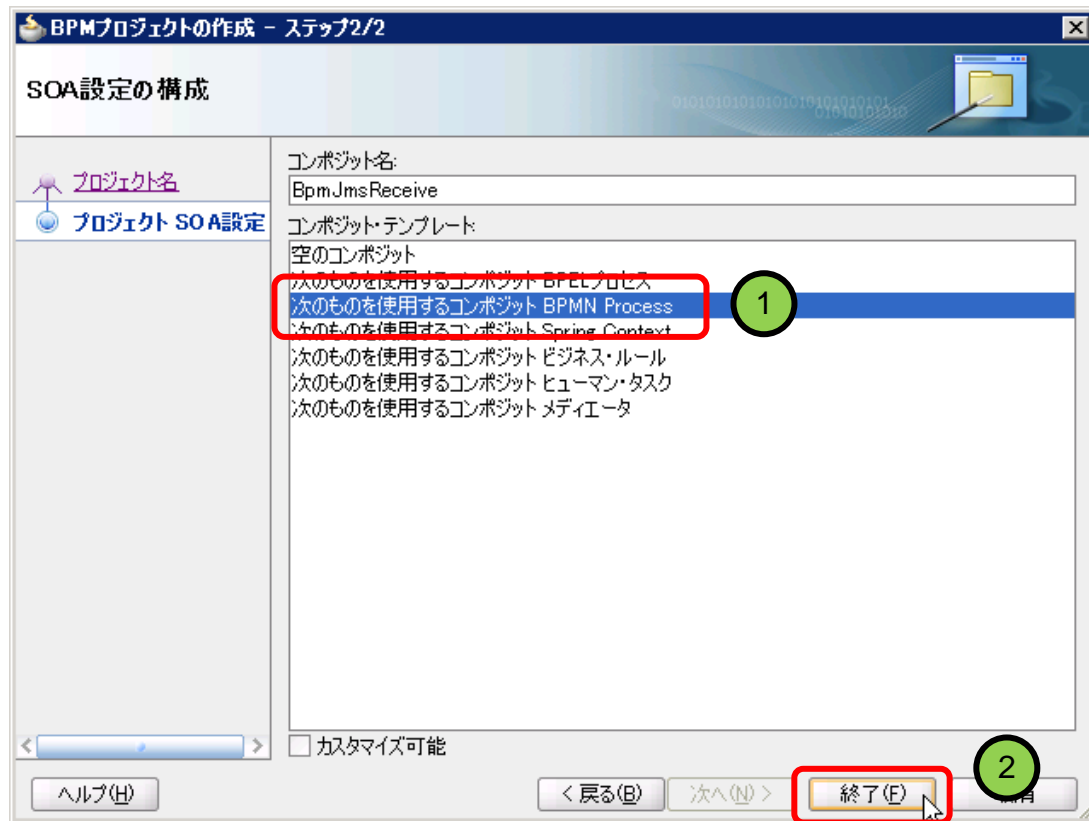 BPMプロジェクトの作成 - ステップ2/2
SOA設定の構成
プロジェクト名
プロジェクト SOA設定
コンポジット名:
BpmJmsReceive
コンポジット・テンプレート:
空のコンポジット
次のものを使用するコンポジット BPELプロセス
次のものを使用するコンポジット BPMN Process
1
次のものを使用するコンポジット Spring Context
次のものを使用するコンポジット ビジネス・ルール
次のものを使用するコンポジット ヒューマン・タスク
次のものを使用するコンポジット メディエータ
カスタマイズ可能
2
ヘルプ(H)
< 戻る(B)
次へ(N) >
終了(F)